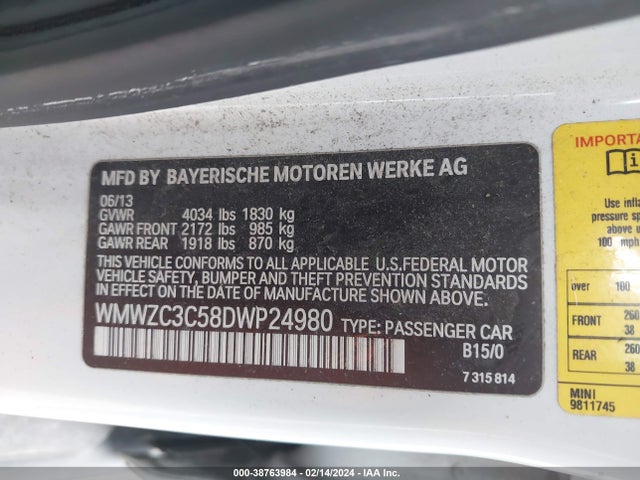 MFD BY BAYERISCHE MOTOREN WERKE AG
06/13
GVWR 4034 lbs 1830 kg
GAWR FRONT 2172 lbs 985 kg
GAWR REAR 1918 lbs 870 kg
THIS VEHICLE CONFORMS TO ALL APPLICABLE U.S.FEDERAL MOTOR
VEHICLE SAFETY, BUMPER AND THEFT PREVENTION STANDARDS
IN EFFECT ON THE DATE OF MANUFACTURE SHOWN ABOVE.
WMWZC3C58DWP24980 TYPE: PASSENGER CAR
B15/0
7 315 814
IMPORTA
Use infla
pressure sp
above u
100 mph
over 100
FRONT 260
38
REAR 260
38
MINI
9811745
000-38763984 - 02/14/2024 - IAA Inc.